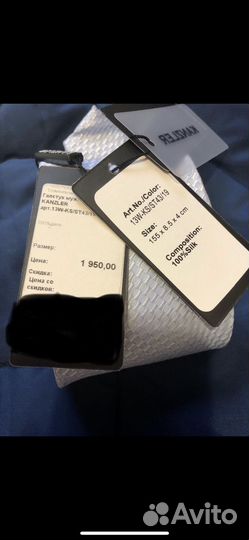 KANZLER
Галстук муж
KANZLER
арт.13W-KS/ST43/19
Размер:
Цена: 1 950,00
Скидка:
Цена со
скидкой:
Art.No./Color:
13W-KS/ST43/19
Size:
155 x 8.5 x 4 cm
Composition:
100%Silk
Avito